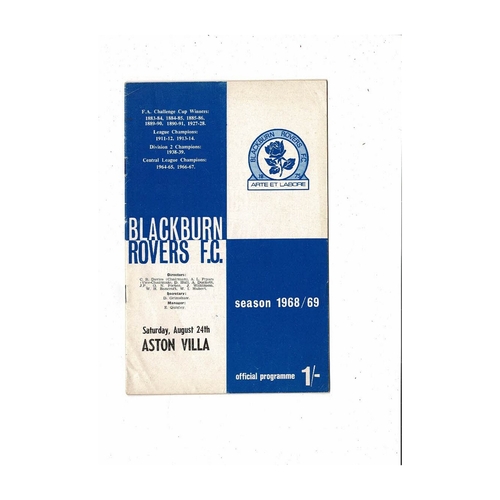 F.A. Challenge Cup Winners:
1883-84, 1884-85, 1885-86,
1889-90, 1890-91, 1927-28.
League Champions:
1911-12, 1913-14.
Division 2 Champions:
1938-39.
Central League Champions:
1964-65, 1966-67.
BLACKBURN ROVERS F.C.
18 75
ARTE ET LABORE
BLACKBURN
ROVERS F.C.
Directors:
Secretary:
Manager:
Saturday, August 24th
ASTON VILLA
season 1968/69
official programme 1/-